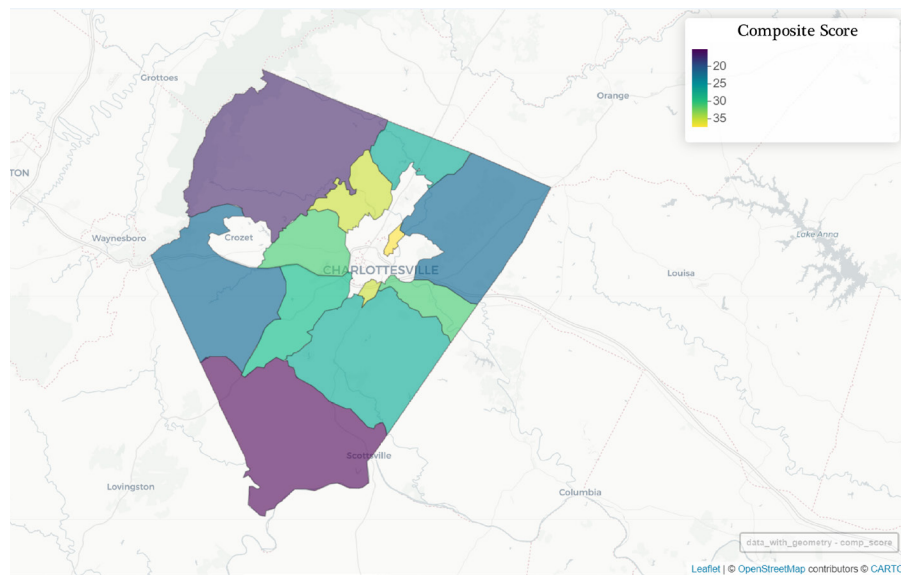 Composite Score
20
25
30
35
Grottoes
Orange
TON
Waynesboro
Crozet
Lake Anna
CHARLOTTESVILLE
Louisa
Scottsville
Lovingston
Columbia
data_with_geometry - comp_score
Leaflet | © OpenStreetMap contributors © CARTO